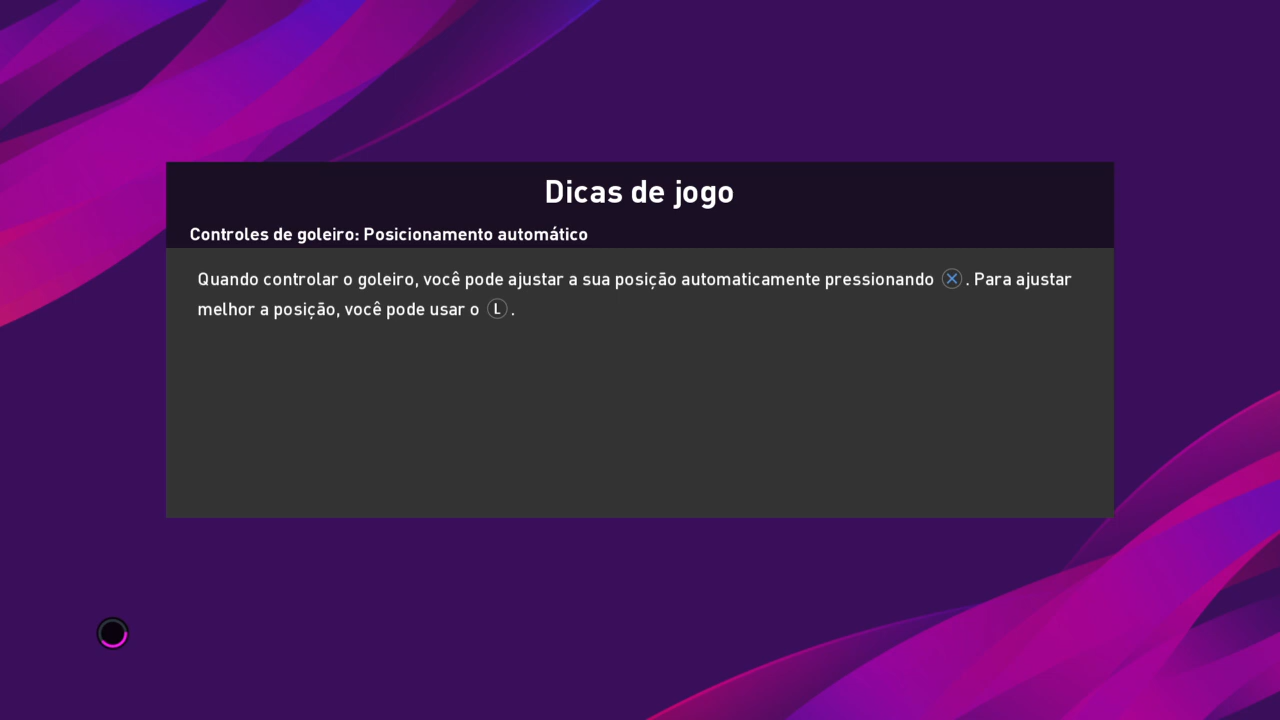 Dicas de jogo
Controles de goleiro: Posicionamento automático
Quando controlar o goleiro, você pode ajustar a sua posição automaticamente pressionando ⓧ. Para ajustar
melhor a posição, você pode usar o Ⓛ.